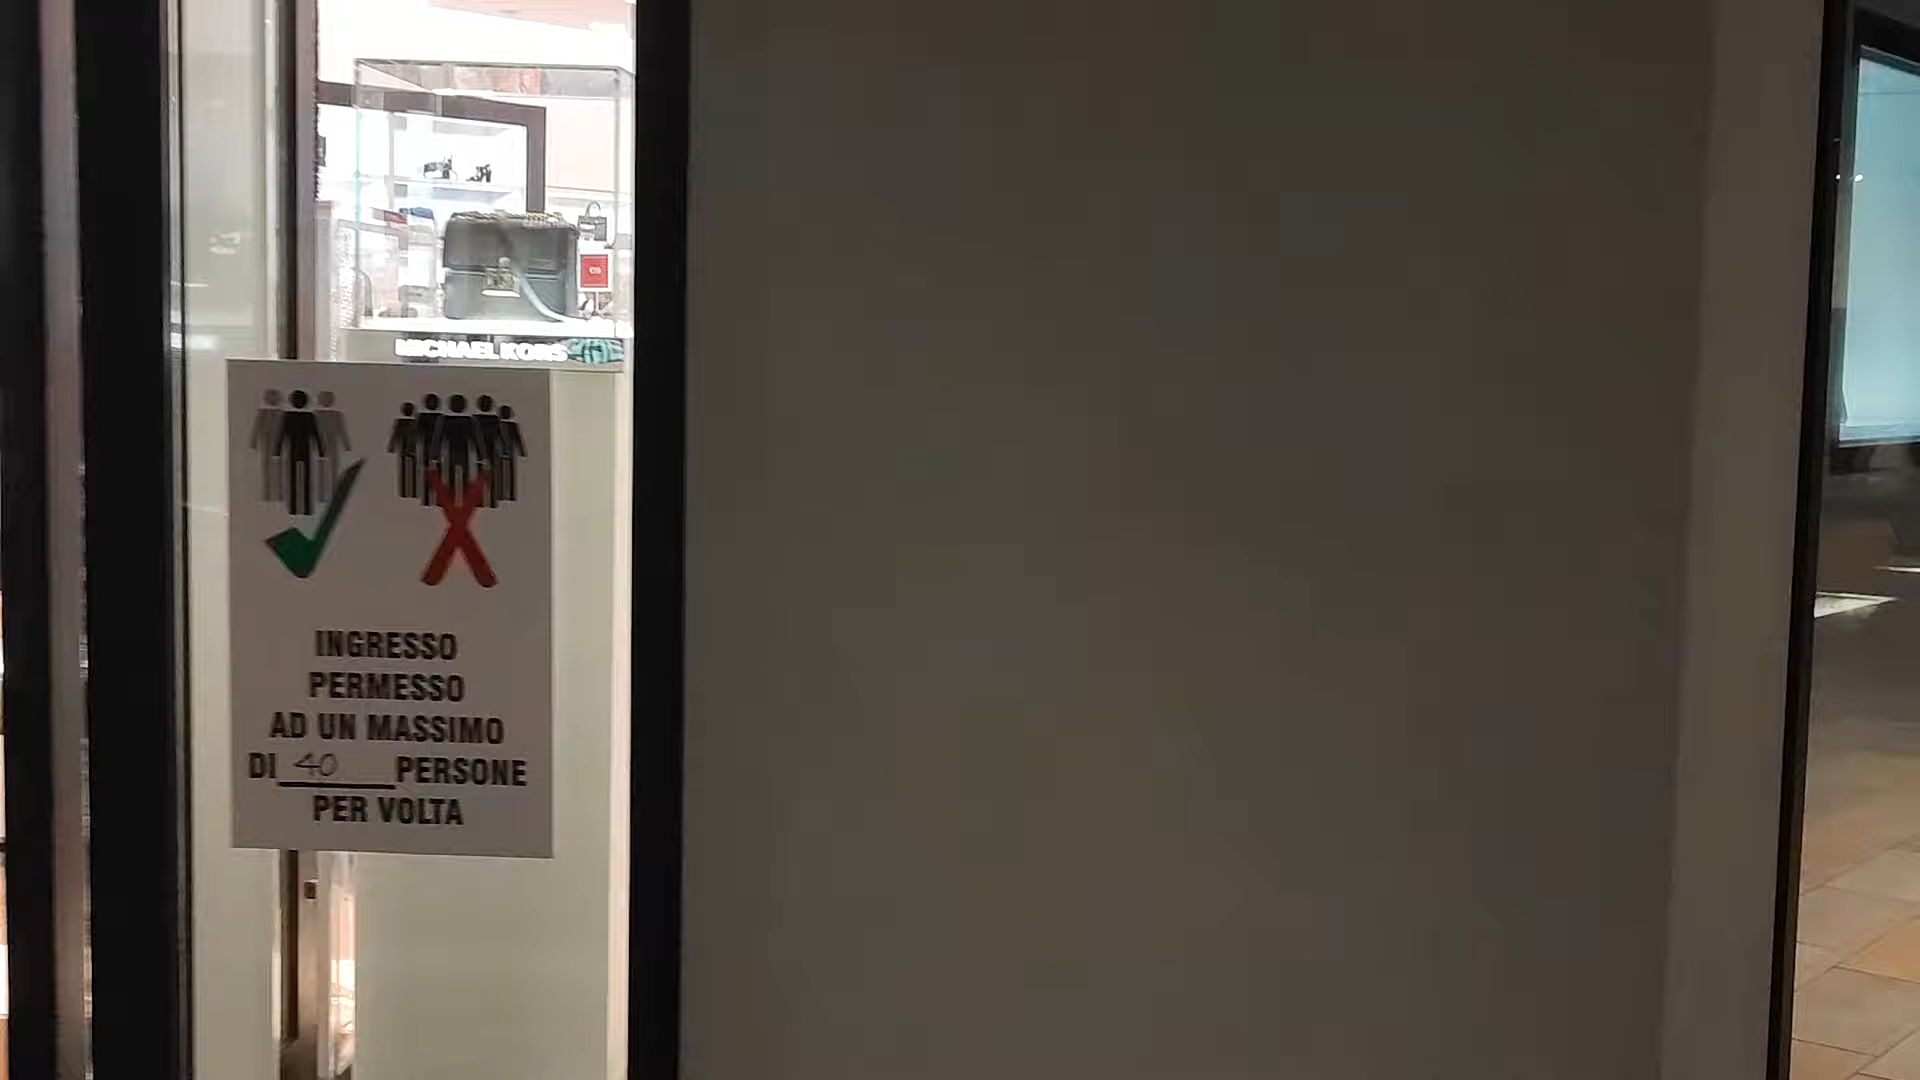 MICHAEL KORS
INGRESSO
PERMESSO
AD UN MASSIMO
DI 40 PERSONE
PER VOLTA